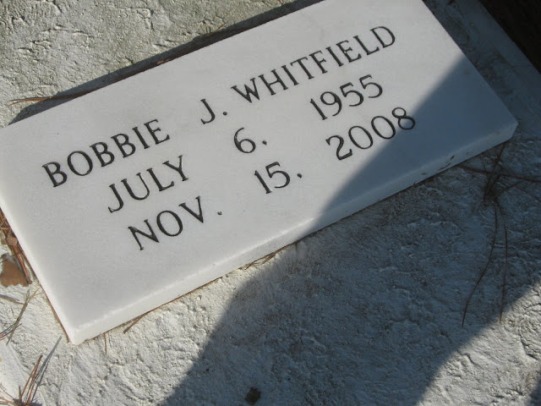 BOBBIE J. WHITFIELD
JULY 6. 1955
NOV. 15. 2008